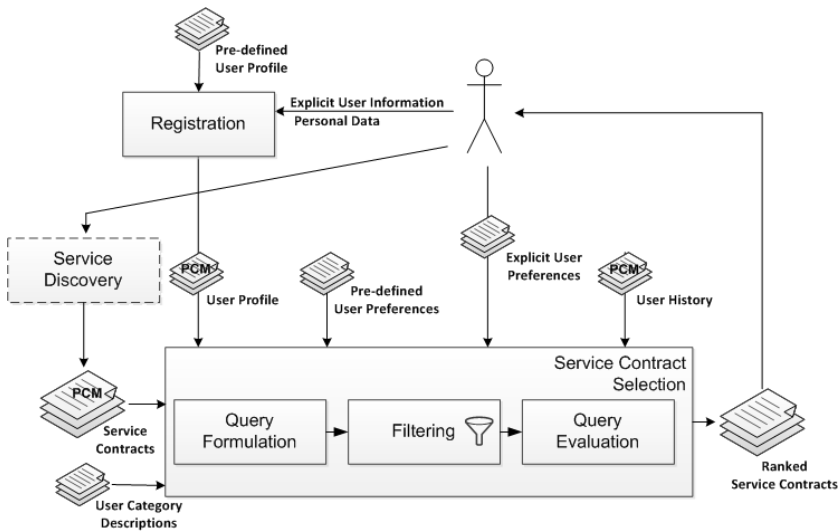 Pre-defined
User Profile
Registration
Explicit User Information
Personal Data
Service
Discovery
PCM
User Profile
Pre-defined
User Preferences
Explicit User
Preferences
PCM
User History
Service Contract
Selection
PCM
Service
Contracts
Query
Formulation
Filtering
Query
Evaluation
Ranked
Service Contracts
User Category
Descriptions